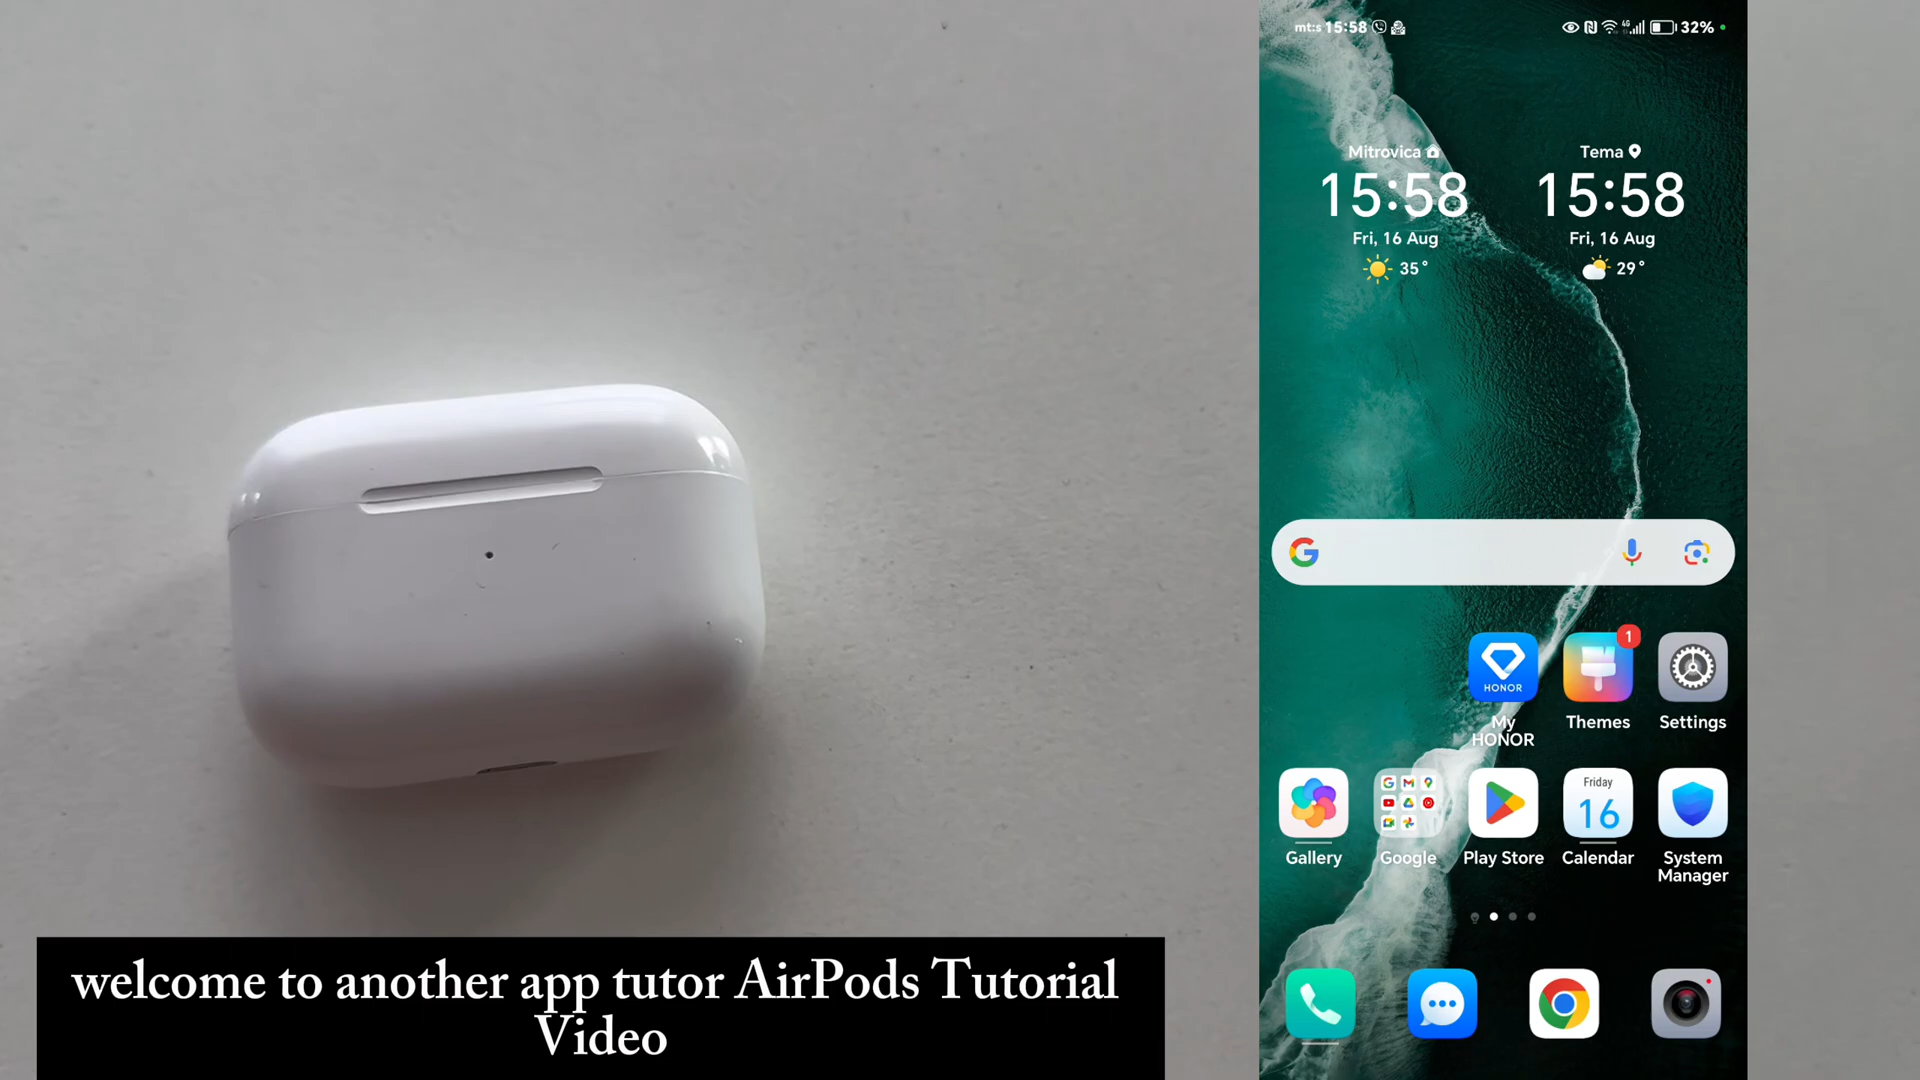 mt:s 15:58
4G 32%
Mitrovica
15:58
Fri, 16 Aug
35°
Tema
15:58
Fri, 16 Aug
29°
1
HONOR
My HONOR
Themes
Settings
Friday
16
Gallery
Google
Play Store
Calendar
System
Manager
welcome to another app tutor AirPods Tutorial
Video